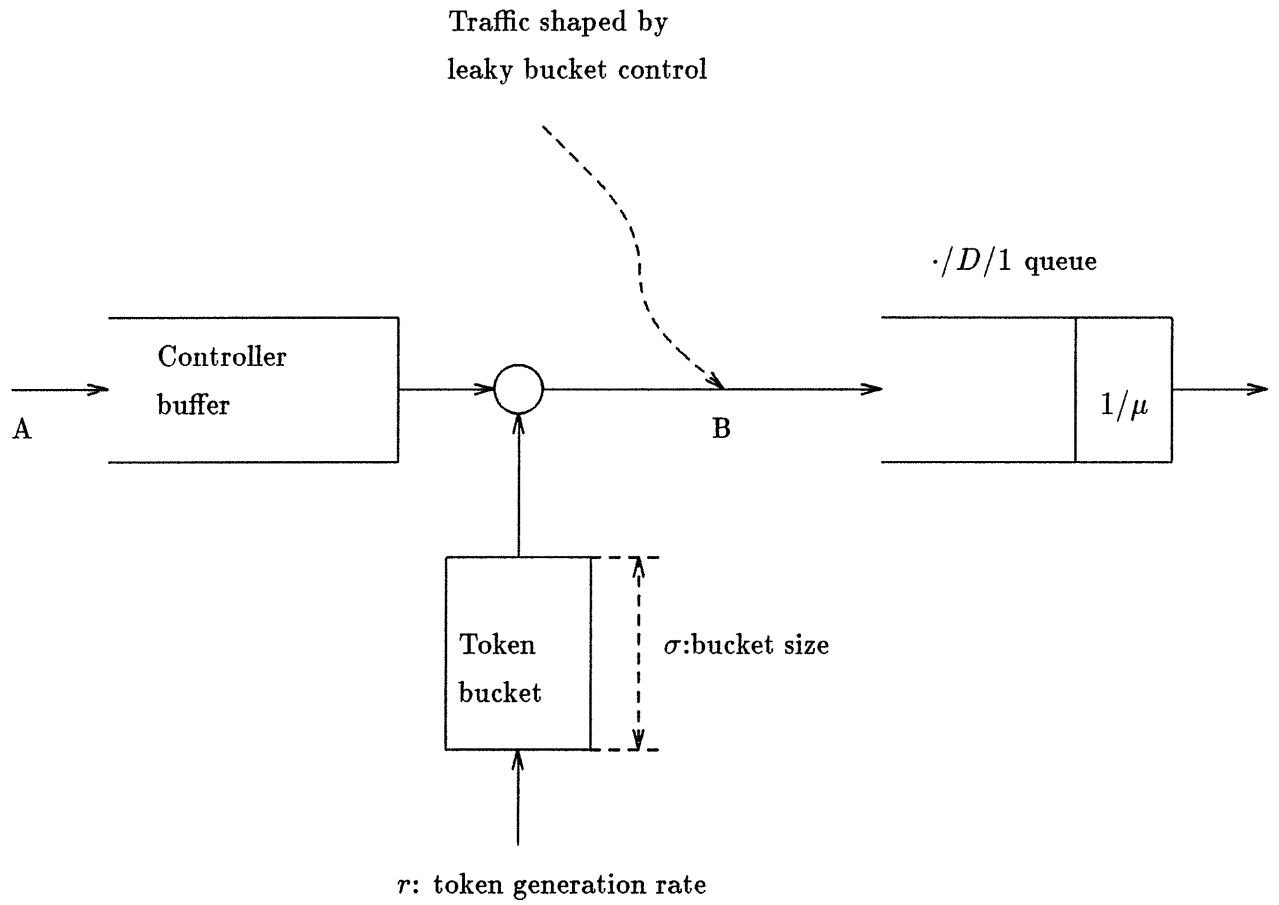 Traffic shaped by
leaky bucket control
·/D/1 queue
Controller
buffer
1/μ
A
B
Token
bucket
σ:bucket size
r: token generation rate